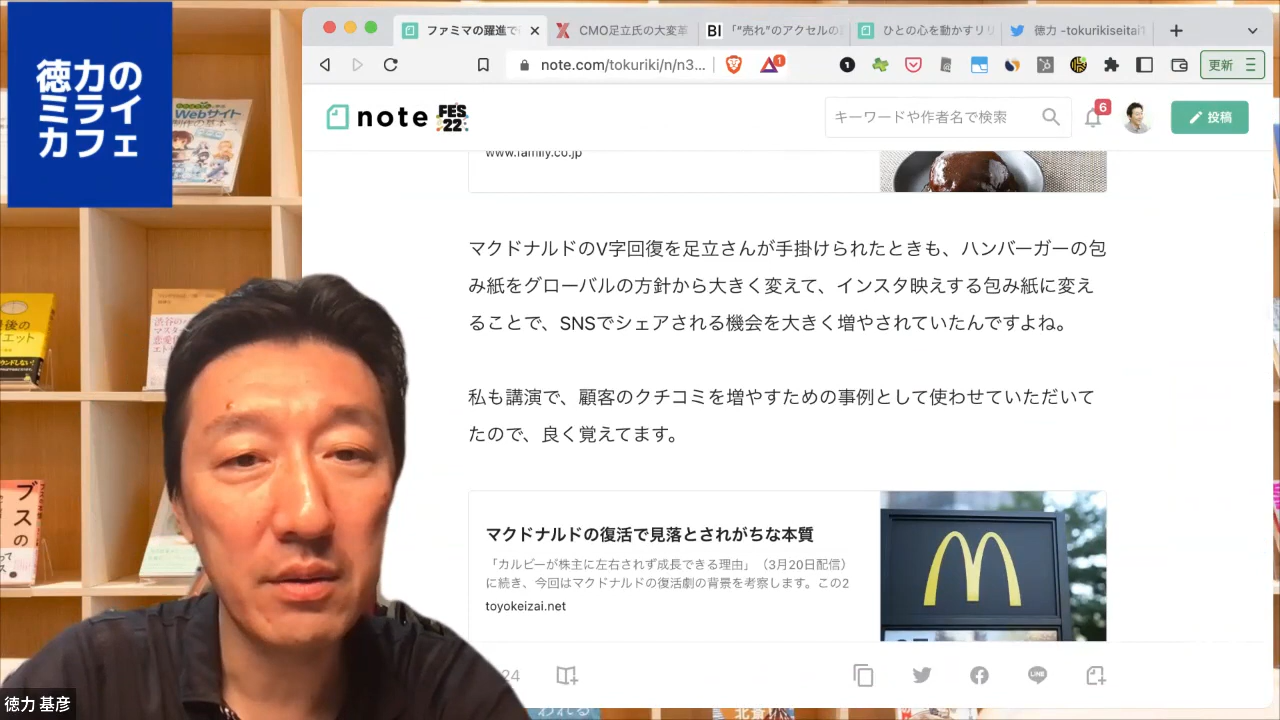 徳力の
ミライ
カフェ
Webサイト
ファミマの躍進で
CMO足立氏の大変革
BI
「“売れ”のアクセルの
ひとの心を動かすリリ
徳力 -tokurikiseitai
note.com/tokuriki/n/n3...
1
1
更新
note
FES
22
キーワードや作者名で検索
6
投稿
www.family.co.jp
マクドナルドのV字回復を足立さんが手掛けられたときも、ハンバーガーの包
み紙をグローバルの方針から大きく変えて、インスタ映えする包み紙に変え
ることで、SNSでシェアされる機会を大きく増やされていたんですよね。
私も講演で、顧客のクチコミを増やすための事例として使わせていただいて
たので、良く覚えてます。
マクドナルドの復活で見落とされがちな本質
「カルビーが株主に左右されず成長できる理由」（3月20日配信）
に続き、今回はマクドナルドの復活劇の背景を考察します。この2
toyokeizai.net
24
LINE
ブスの
徳力 基彦